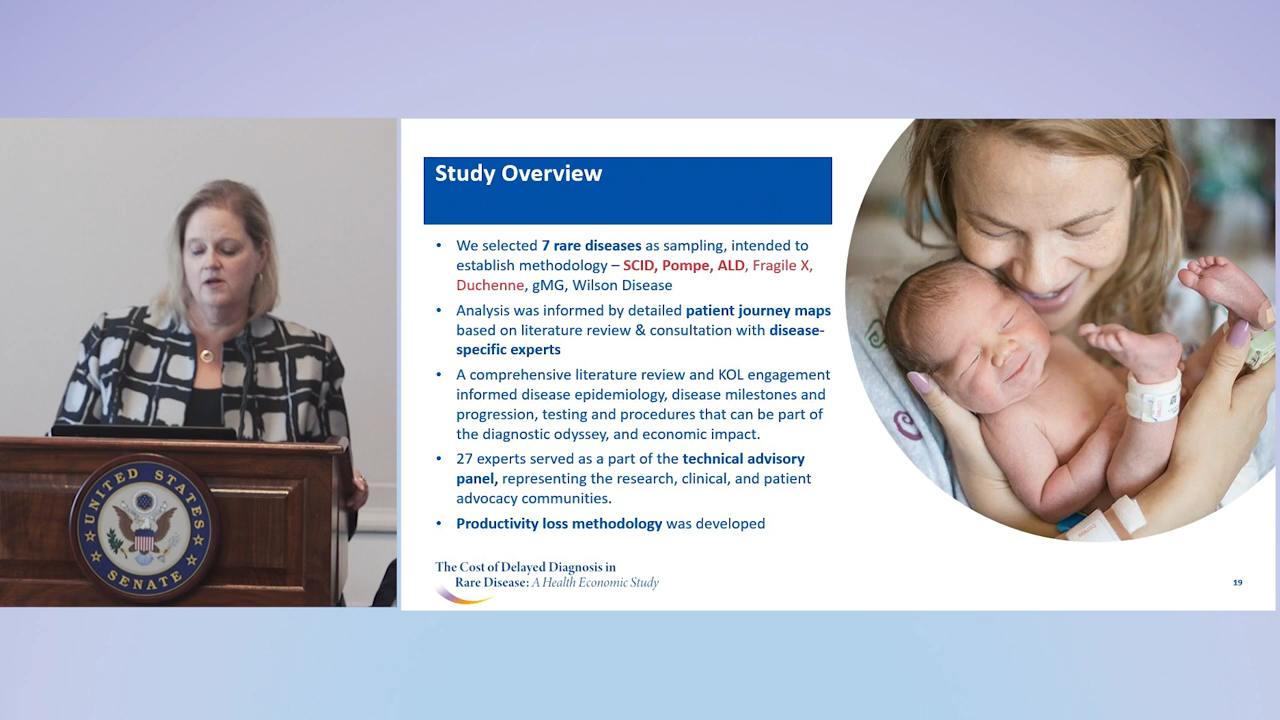 Study Overview
• We selected 7 rare diseases as sampling, intended to
establish methodology – SCID, Pompe, ALD, Fragile X,
Duchenne, gMG, Wilson Disease
• Analysis was informed by detailed patient journey maps
based on literature review & consultation with disease-
specific experts
• A comprehensive literature review and KOL engagement
informed disease epidemiology, disease milestones and
progression, testing and procedures that can be part of
the diagnostic odyssey, and economic impact.
• 27 experts served as a part of the technical advisory
panel, representing the research, clinical, and patient
advocacy communities.
• Productivity loss methodology was developed
The Cost of Delayed Diagnosis in
Rare Disease: A Health Economic Study
19
UNITED STATES
SENATE